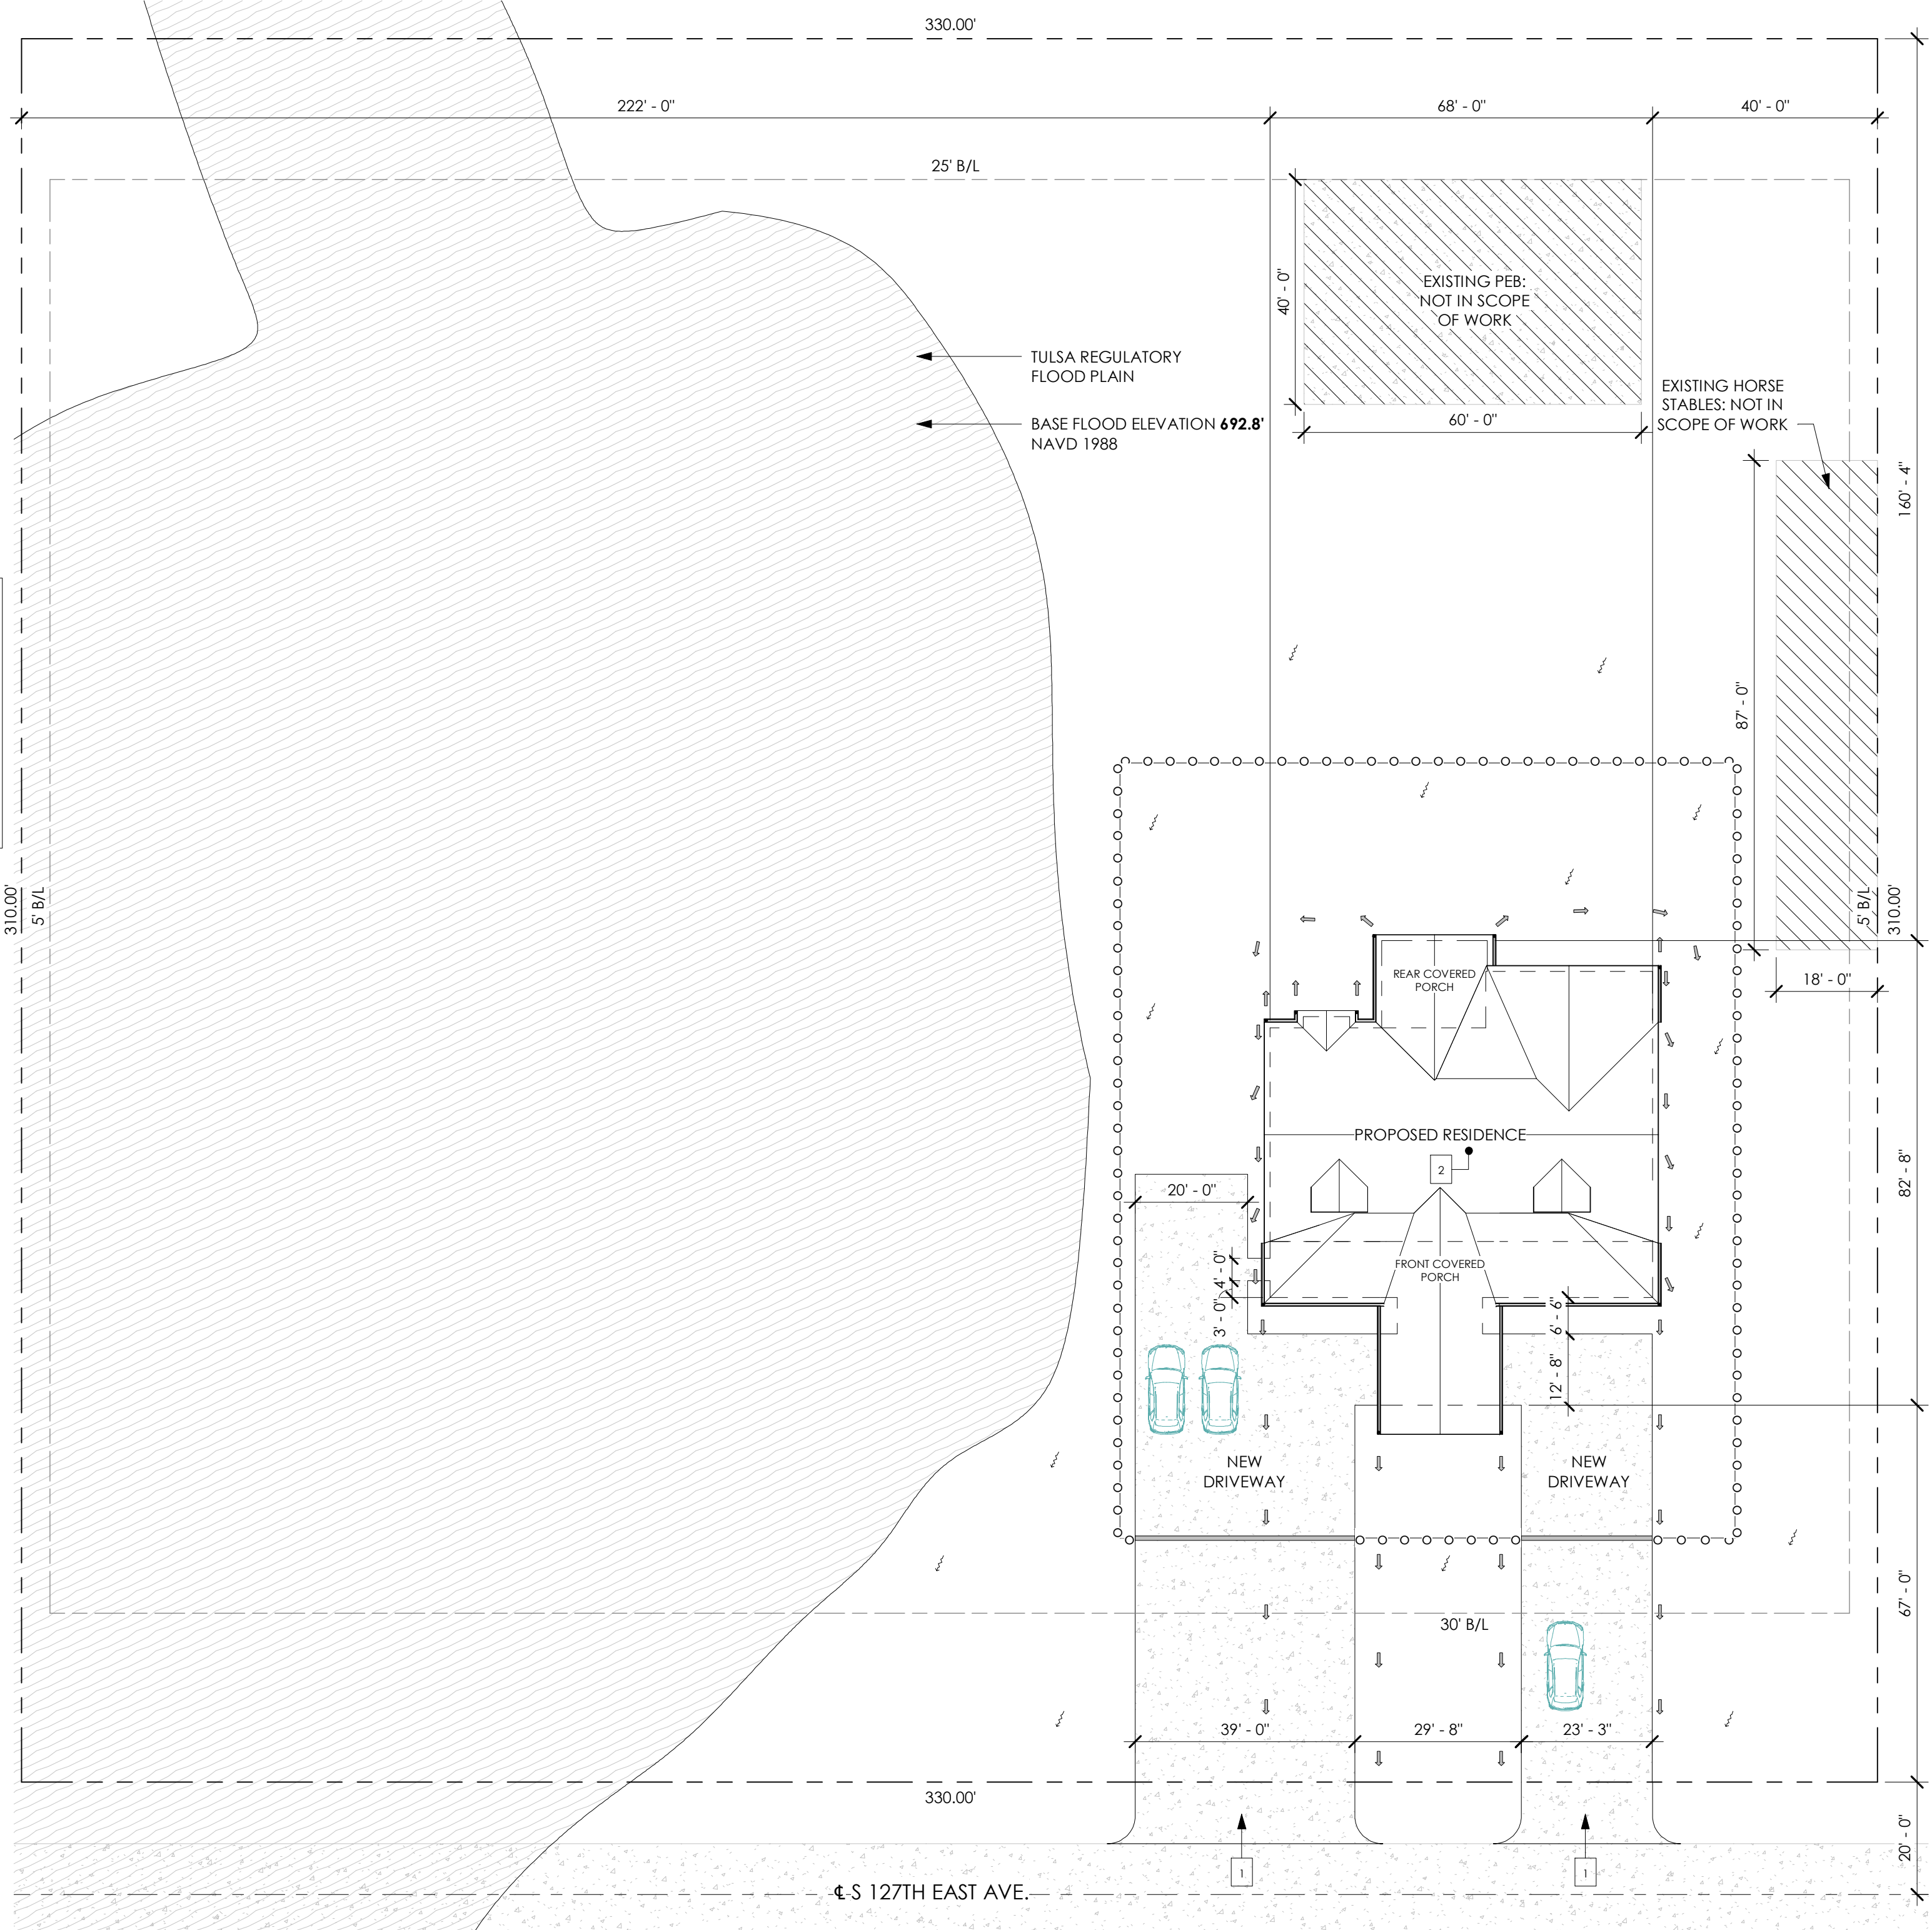 330.00'
222' - 0"
68' - 0"
40' - 0"
25' B/L
40' - 0"
EXISTING PEB:
NOT IN SCOPE
OF WORK
60' - 0"
TULSA REGULATORY
FLOOD PLAIN
BASE FLOOD ELEVATION 692.8'
NAVD 1988
EXISTING HORSE
STABLES: NOT IN
SCOPE OF WORK
160' - 4"
87' - 0"
310.00'
5' B/L
5' B/L
310.00'
18' - 0"
REAR COVERED
PORCH
PROPOSED RESIDENCE
2
82' - 8"
20' - 0"
4' - 0"
3' - 0"
FRONT COVERED
PORCH
6' - 6"
12' - 8"
NEW
DRIVEWAY
NEW
DRIVEWAY
67' - 0"
30' B/L
39' - 0"
29' - 8"
23' - 3"
330.00'
20' - 0"
1
1
℄ S 127TH EAST AVE.